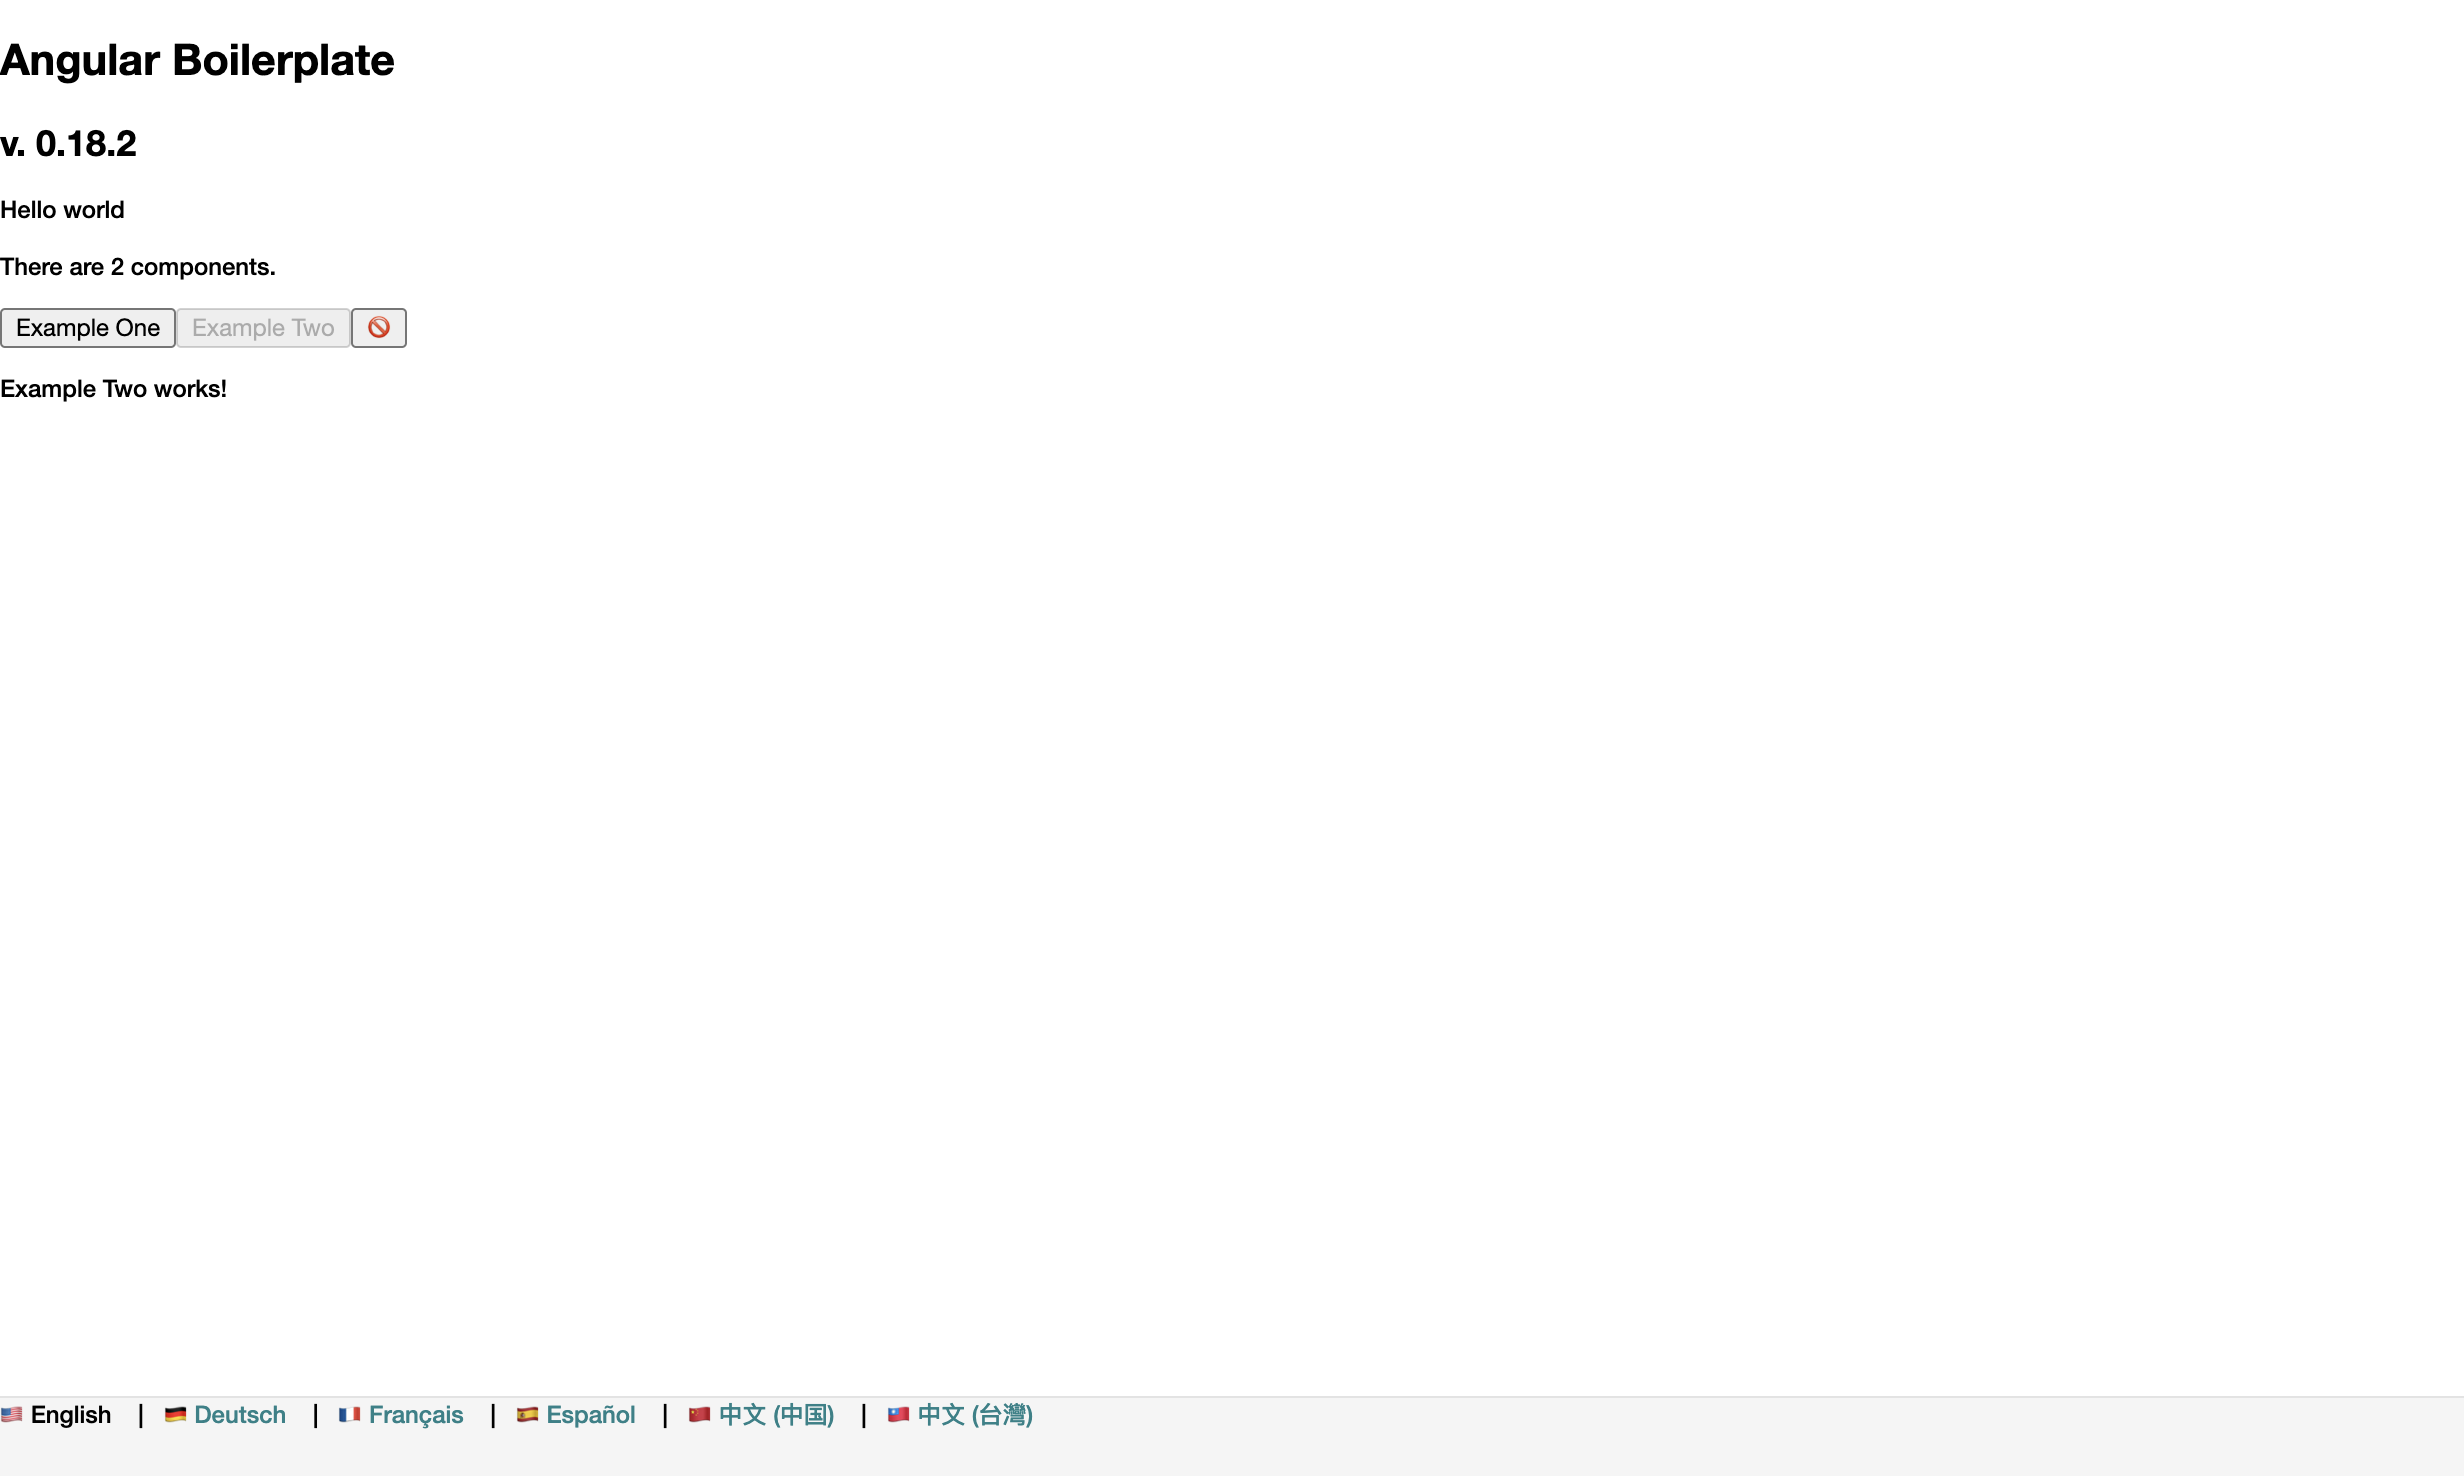 Angular Boilerplate
v. 0.18.2
Hello world
There are 2 components.
Example One Example Two 🚫
Example Two works!
🇺🇸 English | 🇩🇪 Deutsch | 🇫🇷 Français | 🇪🇸 Español | 🇨🇳 中文 (中国) | 🇹🇼 中文 (台灣)